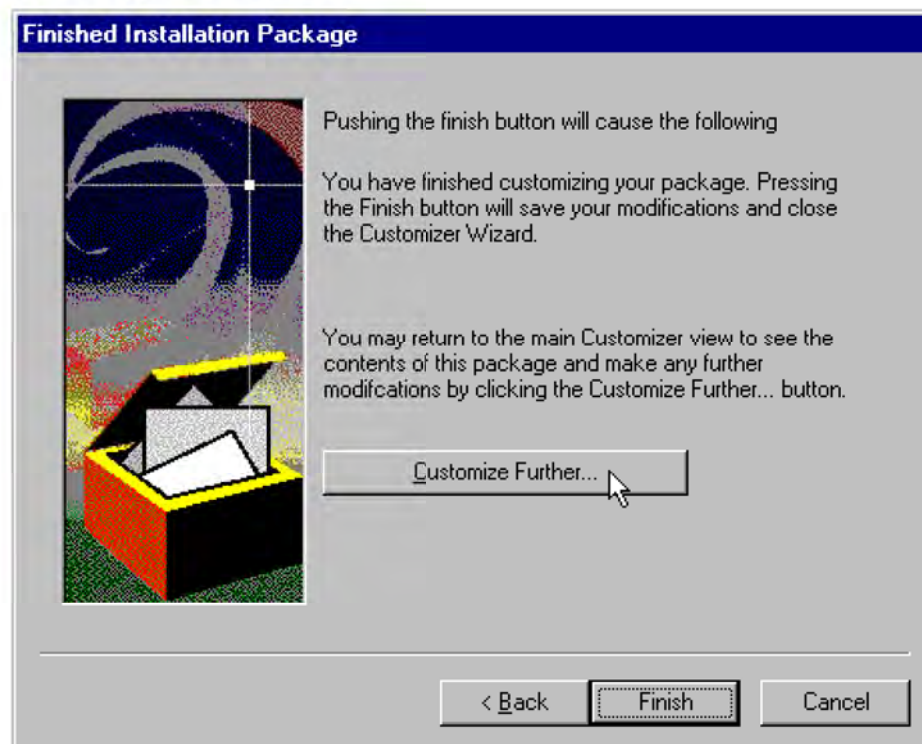 Finished Installation Package
Pushing the finish button will cause the following
You have finished customizing your package. Pressing
the Finish button will save your modifications and close
the Customizer Wizard.
You may return to the main Customizer view to see the
contents of this package and make any further
modifcations by clicking the Customize Further... button.
Customize Further...
< Back
Finish
Cancel